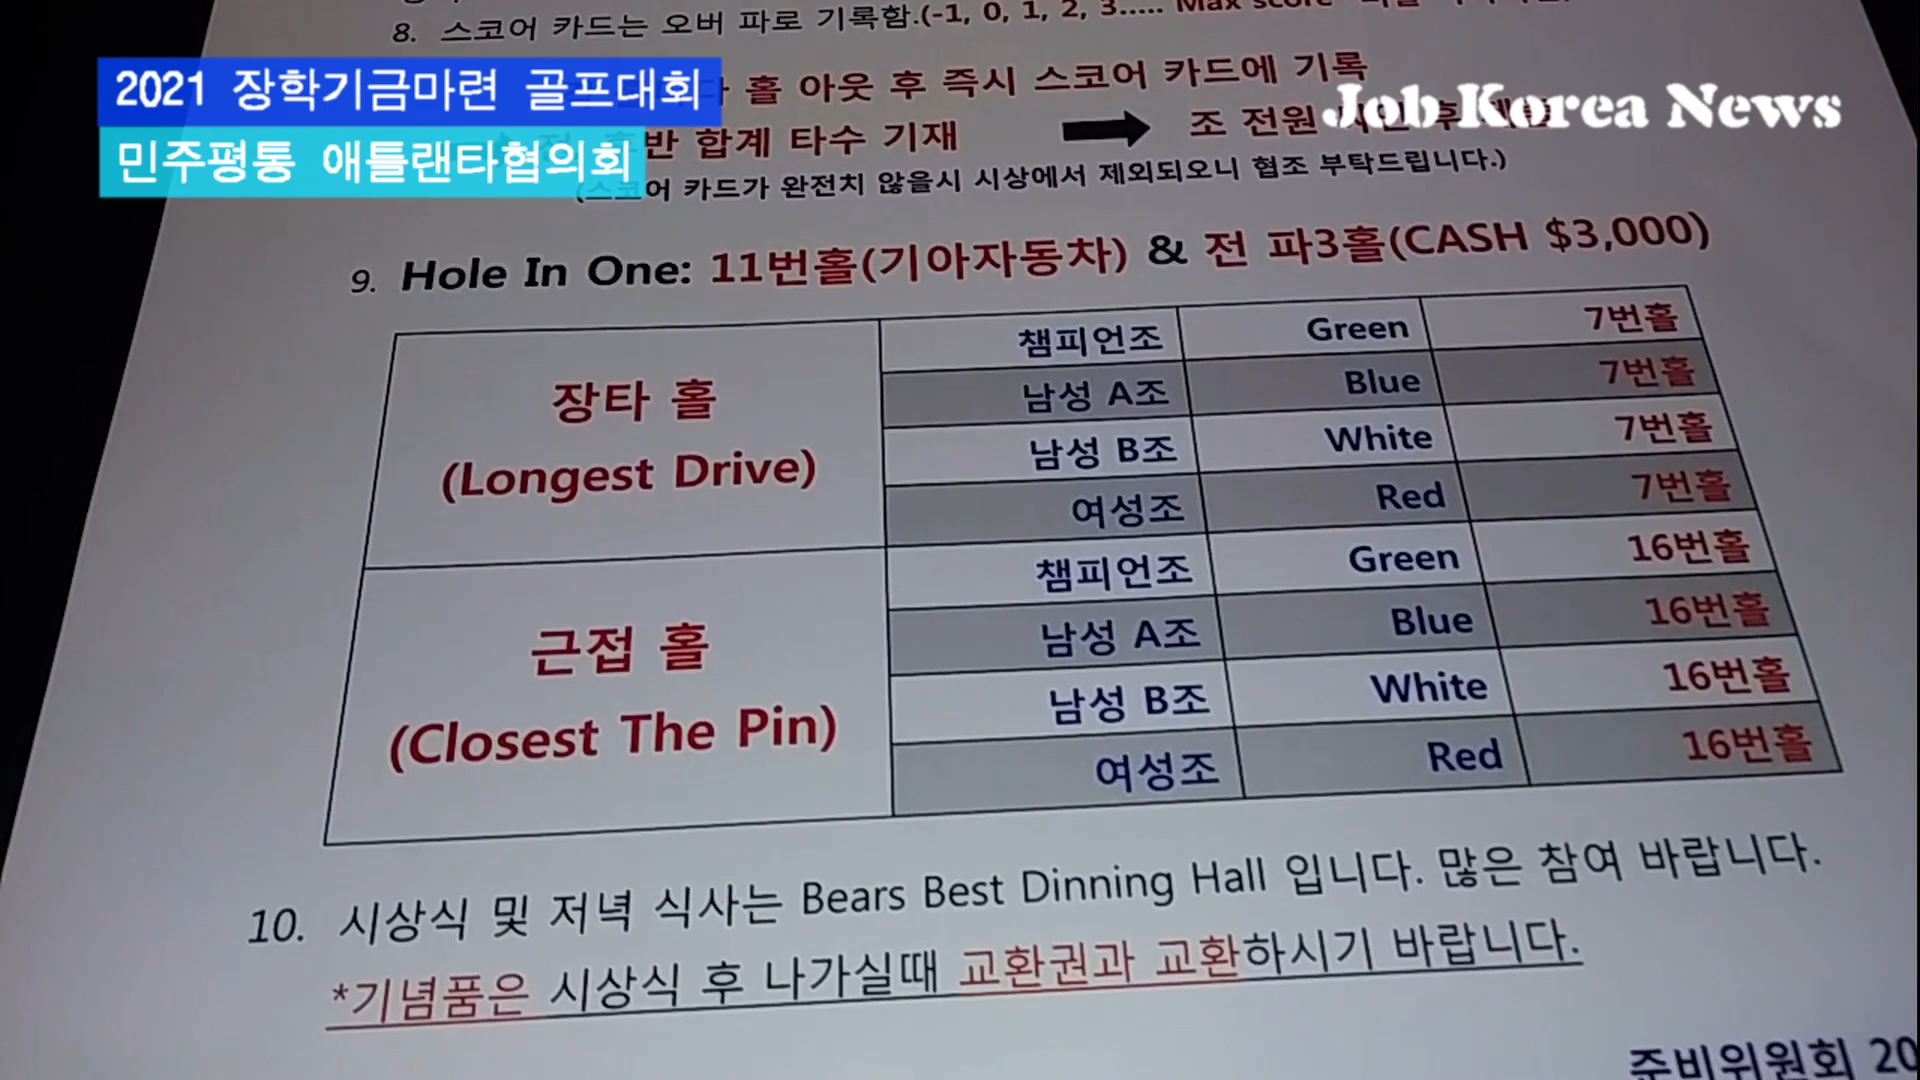 8. 스코어 카드는 오버 파로 기록함.(-1, 0, 1, 2, 3..... Max score
2021 장학기금마련 골프대회
홀 아웃 후 즉시 스코어 카드에 기록
Job Korea News
반 합계 타수 기재 조 전원
민주평통 애틀랜타협의회
(스코어 카드가 완전치 않을시 시상에서 제외되오니 협조 부탁드립니다.)
9. Hole In One: 11번홀(기아자동차) & 전 파3홀(CASH $3,000)
장타 홀
(Longest Drive)
챔피언조 Green 7번홀
남성 A조 Blue 7번홀
남성 B조 White 7번홀
여성조 Red 7번홀
근접 홀
(Closest The Pin)
챔피언조 Green 16번홀
남성 A조 Blue 16번홀
남성 B조 White 16번홀
여성조 Red 16번홀
10. 시상식 및 저녁 식사는 Bears Best Dinning Hall 입니다. 많은 참여 바랍니다.
*기념품은 시상식 후 나가실때 교환권과 교환하시기 바랍니다.
준비위원회 20